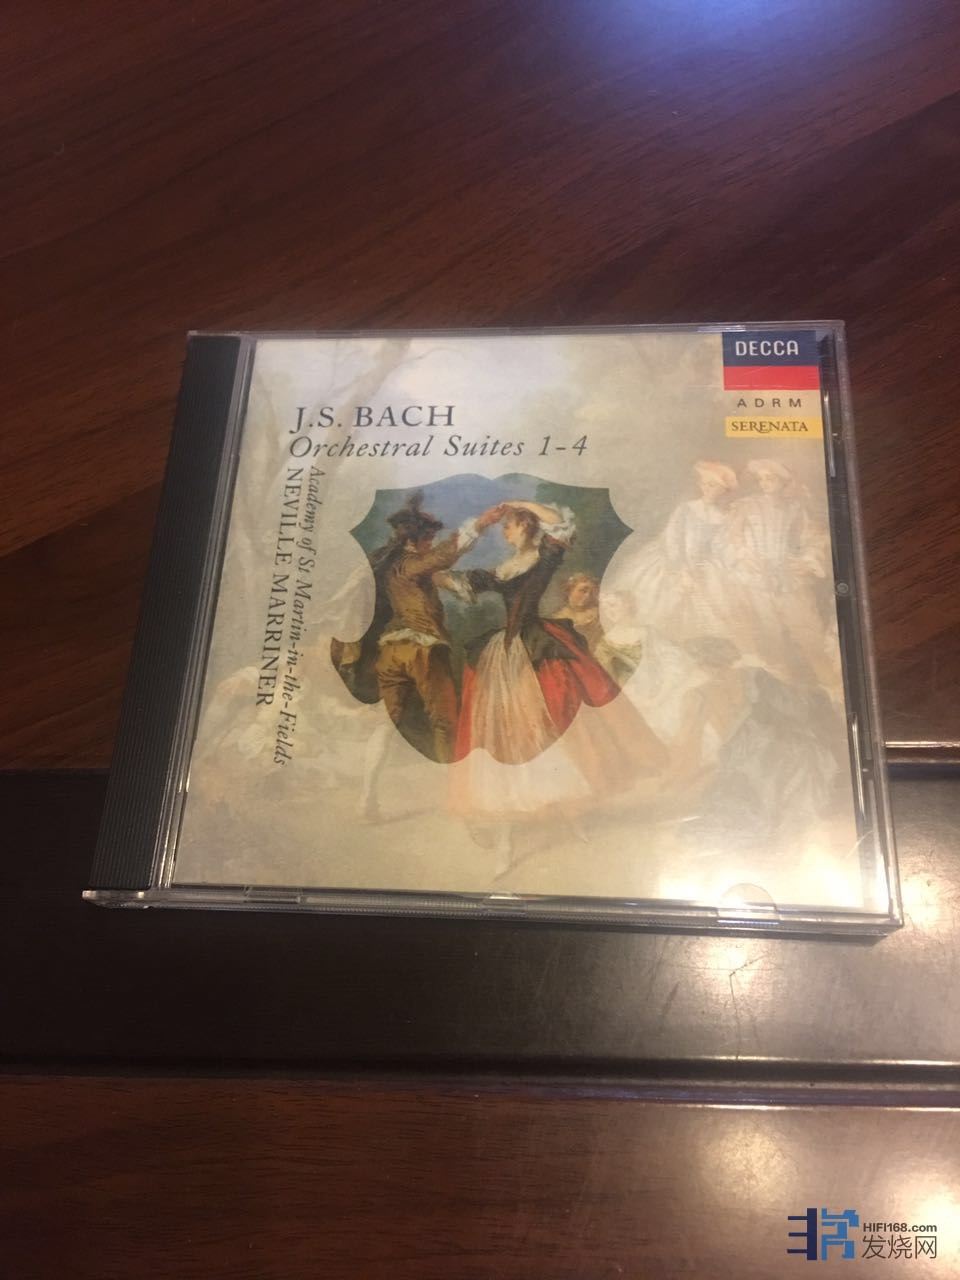 DECCA
ADRM
SERENATA
J.S. BACH
Orchestral Suites 1-4
Academy of St Martin-in-the-Fields
NEVILLE MARRINER
HIFI168.com
发烧网